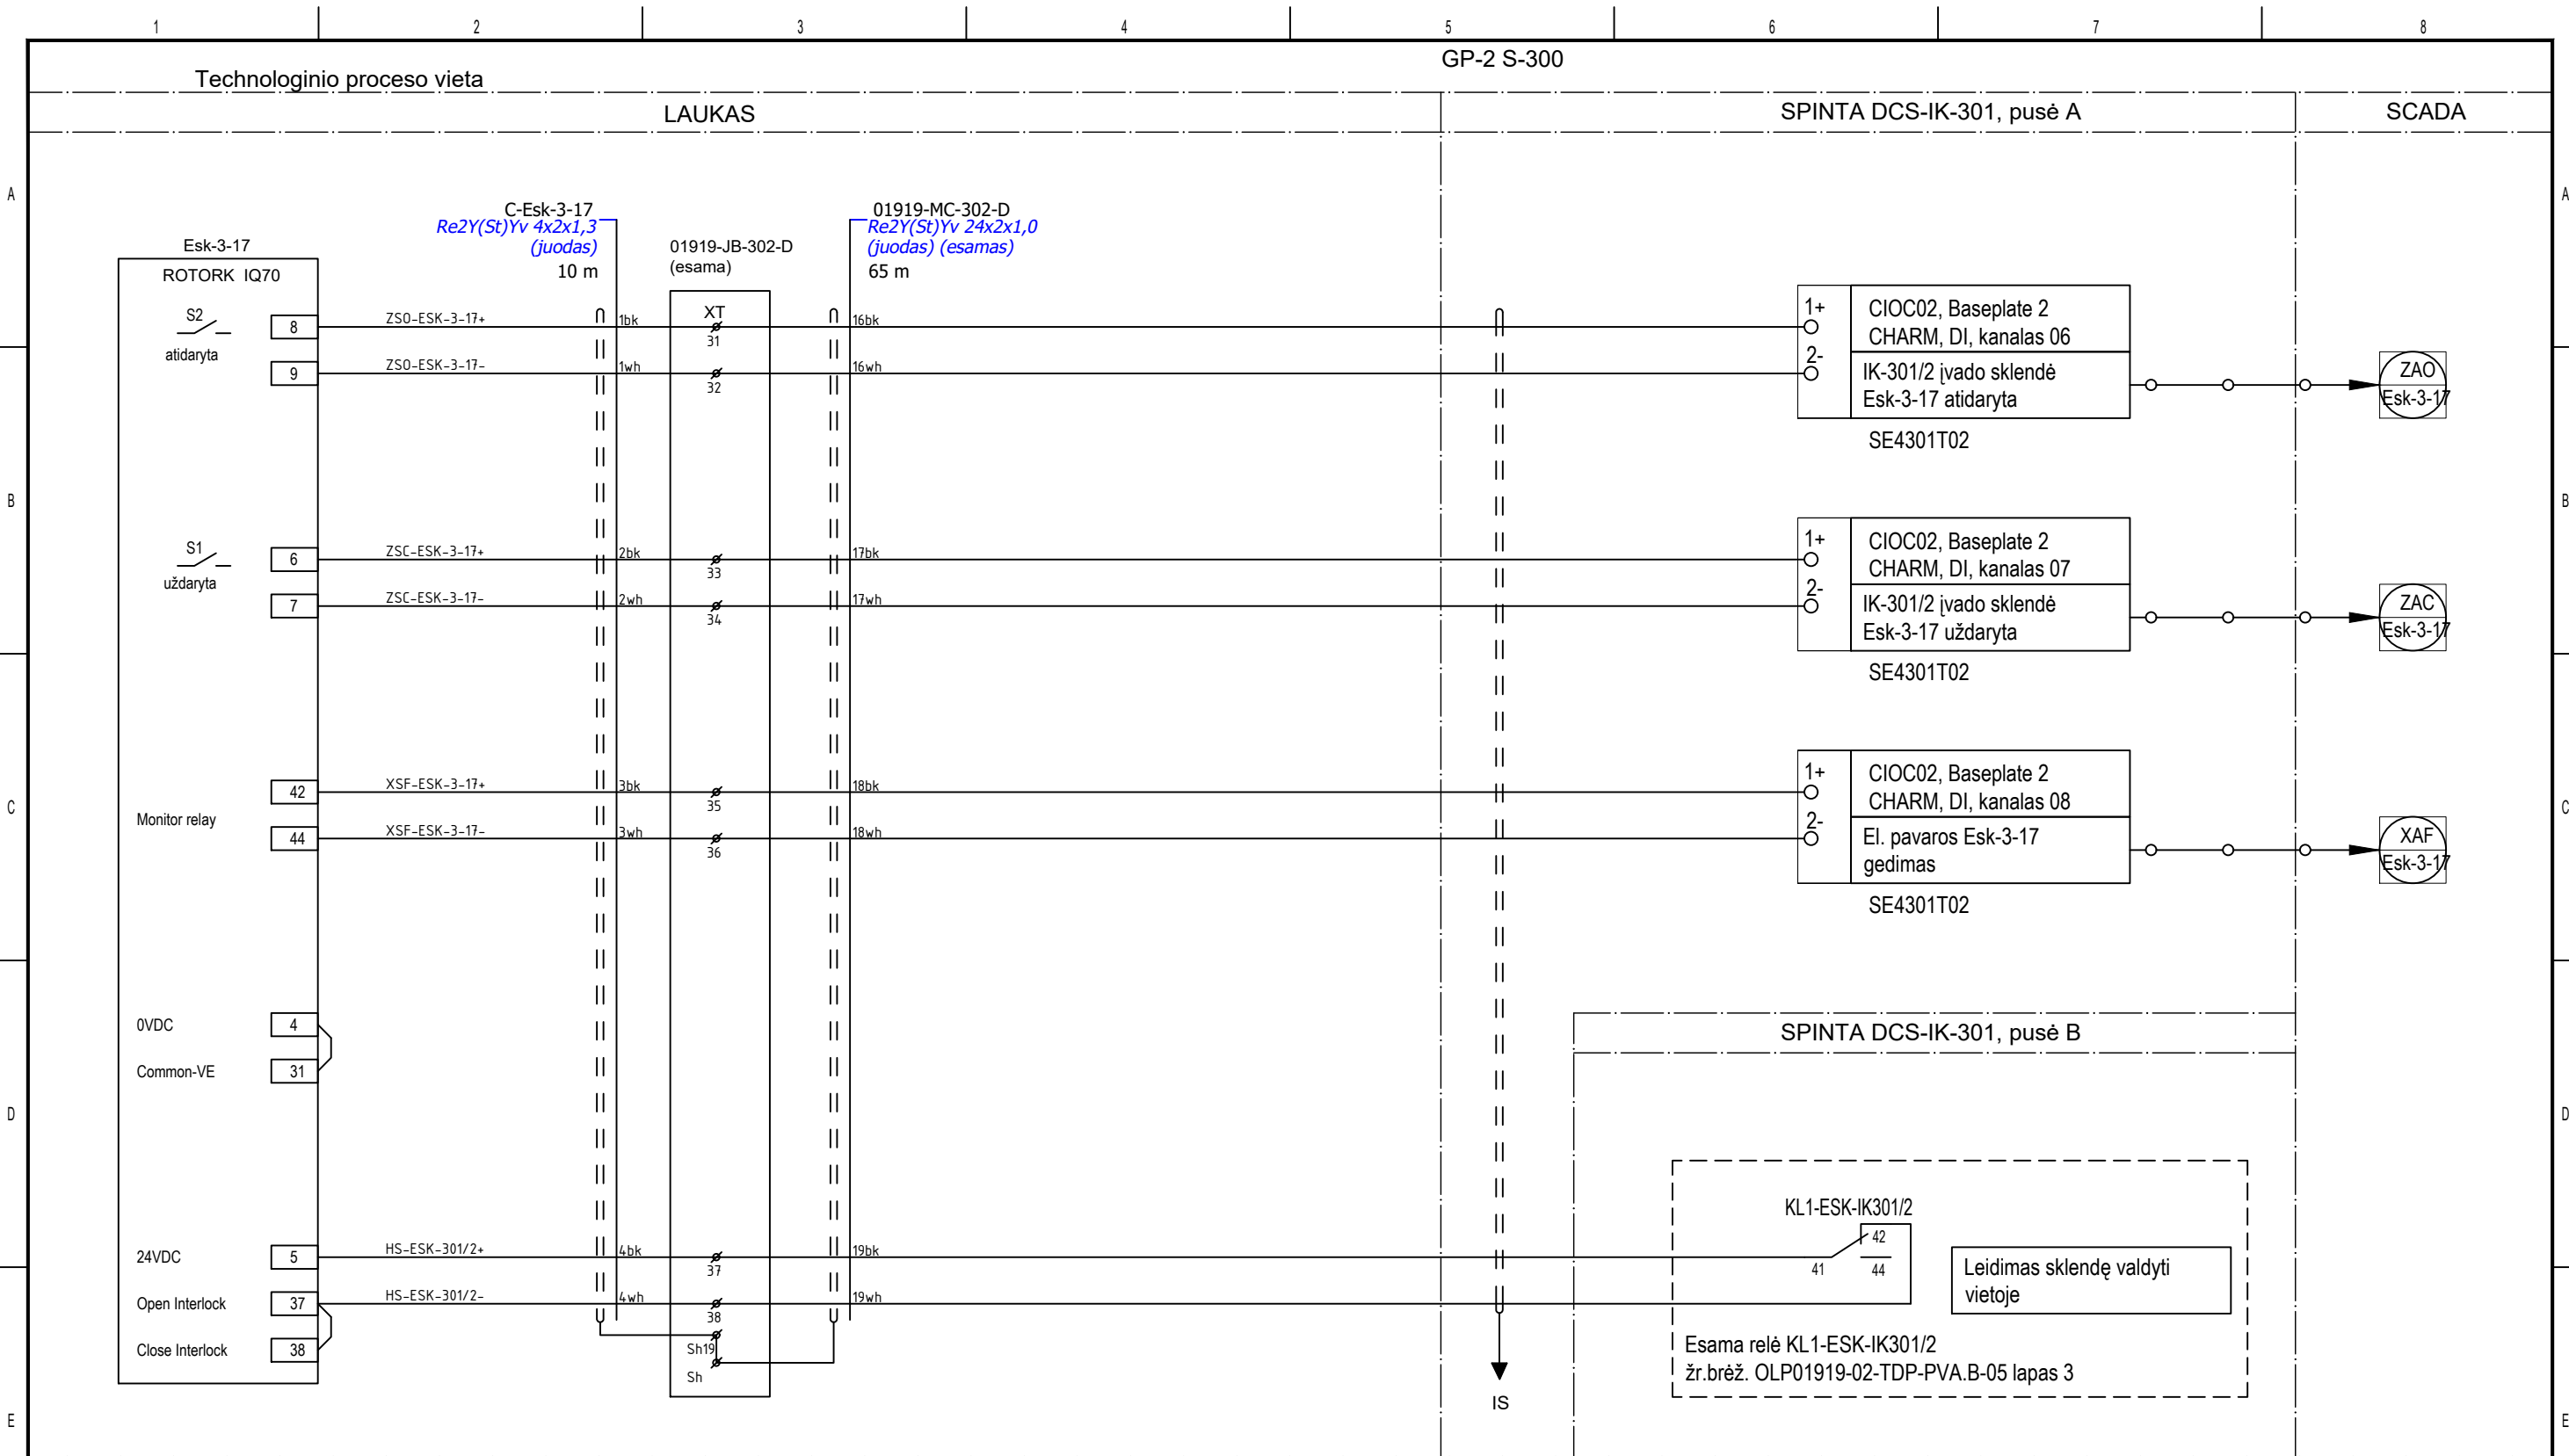 1 2 3 4 5 6 7 8
GP-2 S-300
Technologinio proceso vieta
LAUKAS
SPINTA DCS-IK-301, pusė A
SCADA
A
A
C-Esk-3-17
Re2Y(St)Yv 4x2x1,3
(juodas)
10 m
01919-JB-302-D
(esama)
01919-MC-302-D
Re2Y(St)Yv 24x2x1,0
(juodas) (esamas)
65 m
Esk-3-17
ROTORK IQ70
S2
atidaryta
8
ZSO-ESK-3-17+
1bk
XT
31
16bk
1+
CIOC02, Baseplate 2
CHARM, DI, kanalas 06
9
ZSO-ESK-3-17-
1wh
32
16wh
2-
IK-301/2 įvado sklendė
Esk-3-17 atidaryta
SE4301T02
ZAO
Esk-3-17
B
B
S1
uždaryta
6
ZSC-ESK-3-17+
2bk
33
17bk
1+
CIOC02, Baseplate 2
CHARM, DI, kanalas 07
7
ZSC-ESK-3-17-
2wh
34
17wh
2-
IK-301/2 įvado sklendė
Esk-3-17 uždaryta
SE4301T02
ZAC
Esk-3-17
C
C
Monitor relay
42
XSF-ESK-3-17+
3bk
35
18bk
1+
CIOC02, Baseplate 2
CHARM, DI, kanalas 08
44
XSF-ESK-3-17-
3wh
36
18wh
2-
El. pavaros Esk-3-17
gedimas
SE4301T02
XAF
Esk-3-17
0VDC
4
Common-VE
31
D
D
SPINTA DCS-IK-301, pusė B
24VDC
5
HS-ESK-301/2+
4bk
37
19bk
KL1-ESK-IK301/2
41
42
44
Leidimas sklendę valdyti
vietoje
Open Interlock
37
HS-ESK-301/2-
4wh
38
19wh
Close Interlock
38
Sh19
Sh
IS
Esama relė KL1-ESK-IK301/2
žr.brėž. OLP01919-02-TDP-PVA.B-05 lapas 3
E
E